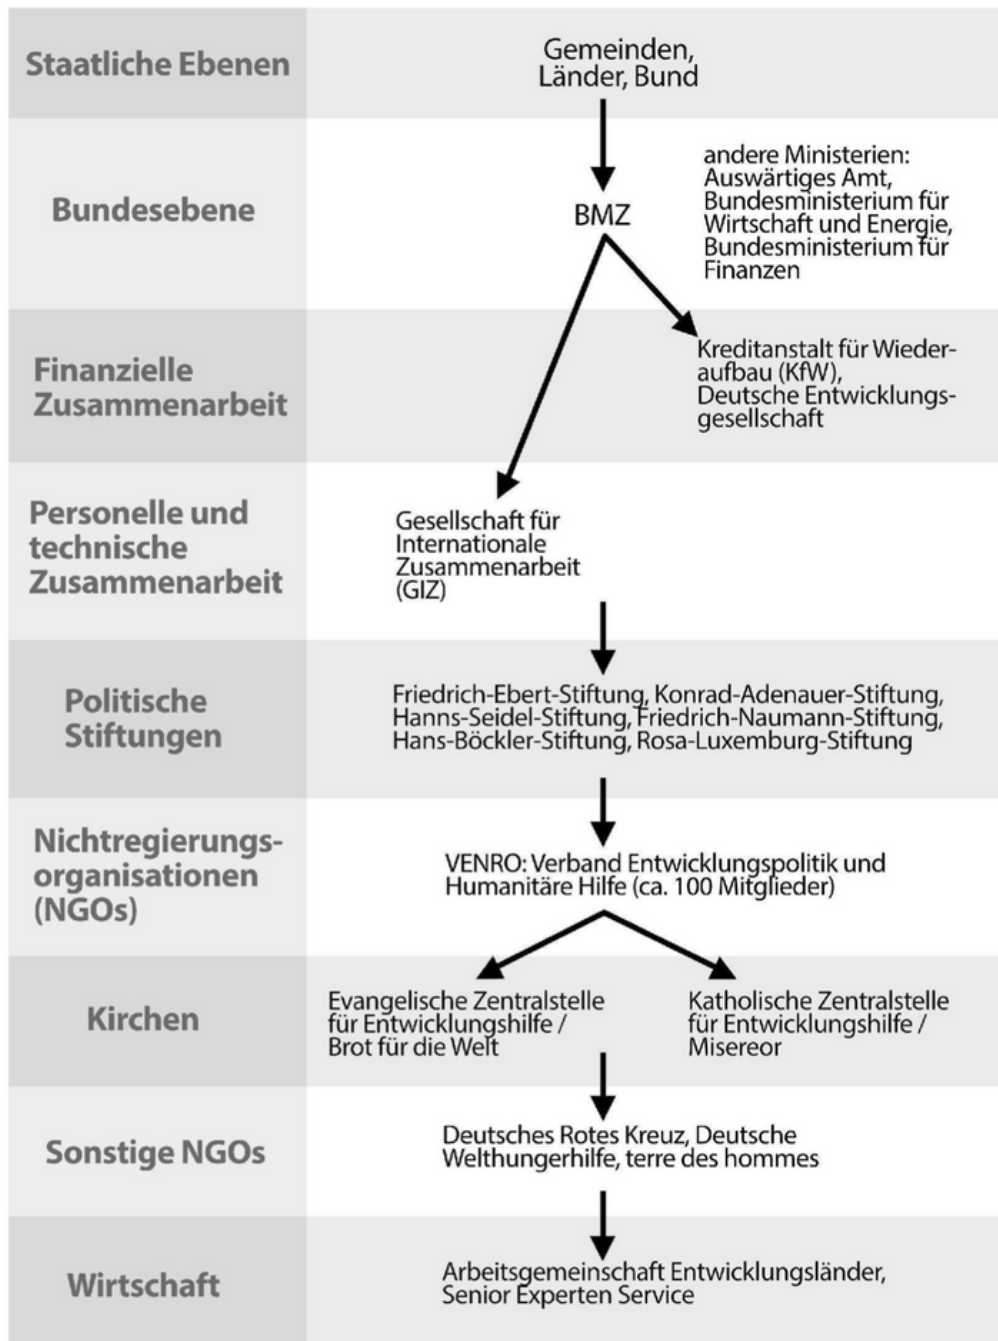 Staatliche Ebenen
Gemeinden,
Länder, Bund
Bundesebene
BMZ
andere Ministerien:
Auswärtiges Amt,
Bundesministerium für
Wirtschaft und Energie,
Bundesministerium für
Finanzen
Finanzielle
Zusammenarbeit
Kreditanstalt für Wieder-
aufbau (KfW),
Deutsche Entwicklungs-
gesellschaft
Personelle und
technische
Zusammenarbeit
Gesellschaft für
Internationale
Zusammenarbeit
(GIZ)
Politische
Stiftungen
Friedrich-Ebert-Stiftung, Konrad-Adenauer-Stiftung,
Hanns-Seidel-Stiftung, Friedrich-Naumann-Stiftung,
Hans-Böckler-Stiftung, Rosa-Luxemburg-Stiftung
Nichtregierungs-
organisationen
(NGOs)
VENRO: Verband Entwicklungspolitik und
Humanitäre Hilfe (ca. 100 Mitglieder)
Kirchen
Evangelische Zentralstelle
für Entwicklungshilfe /
Brot für die Welt
Katholische Zentralstelle
für Entwicklungshilfe /
Misereor
Sonstige NGOs
Deutsches Rotes Kreuz, Deutsche
Welthungerhilfe, terre des hommes
Wirtschaft
Arbeitsgemeinschaft Entwicklungsländer,
Senior Experten Service